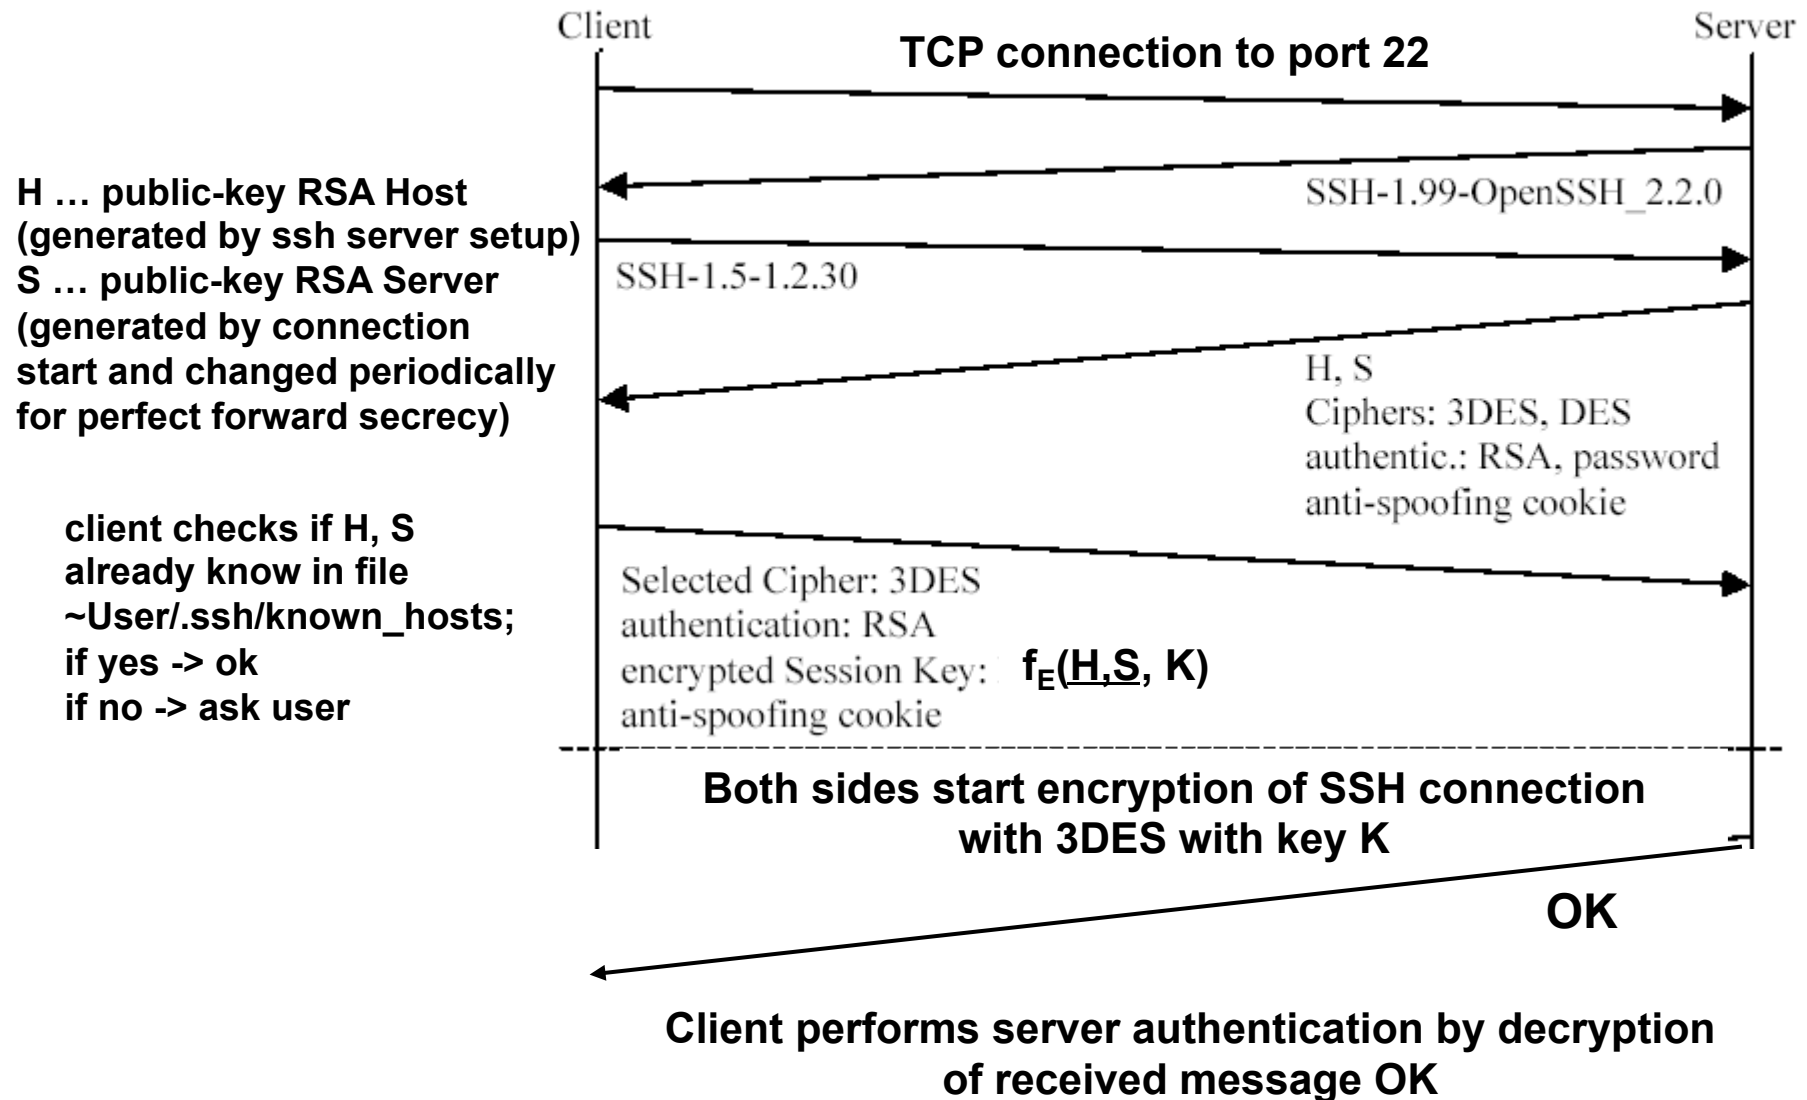 Client
Server
TCP connection to port 22
SSH-1.99-OpenSSH_2.2.0
H … public-key RSA Host
(generated by ssh server setup)
S … public-key RSA Server
(generated by connection
start and changed periodically
for perfect forward secrecy)
SSH-1.5-1.2.30
H, S
Ciphers: 3DES, DES
authentic.: RSA, password
anti-spoofing cookie
client checks if H, S
already know in file
~User/.ssh/known_hosts;
if yes -> ok
if no -> ask user
Selected Cipher: 3DES
authentication: RSA
encrypted Session Key: fE(H,S, K)
anti-spoofing cookie
Both sides start encryption of SSH connection
with 3DES with key K
OK
Client performs server authentication by decryption
of received message OK